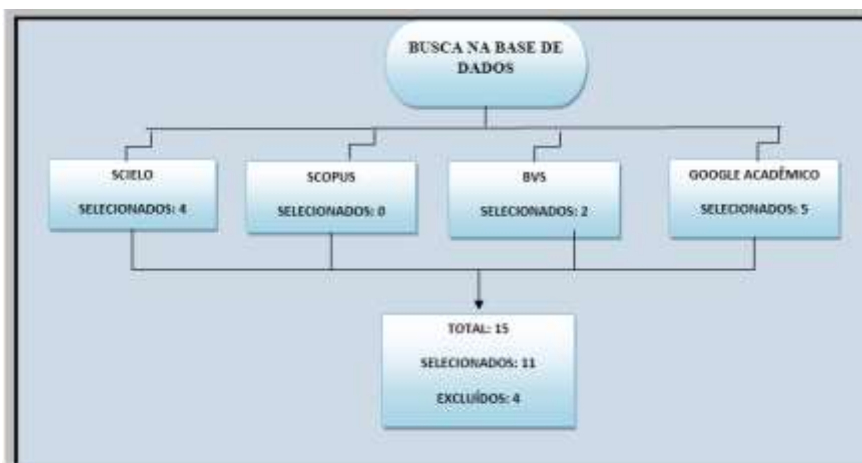 BUSCA NA BASE DE
DADOS
SCIELO
SELECIONADOS: 4
SCOPUS
SELECIONADOS: 0
BVS
SELECIONADOS: 2
GOOGLE ACADÊMICO
SELECIONADOS: 5
TOTAL: 15
SELECIONADOS: 11
EXCLUÍDOS: 4